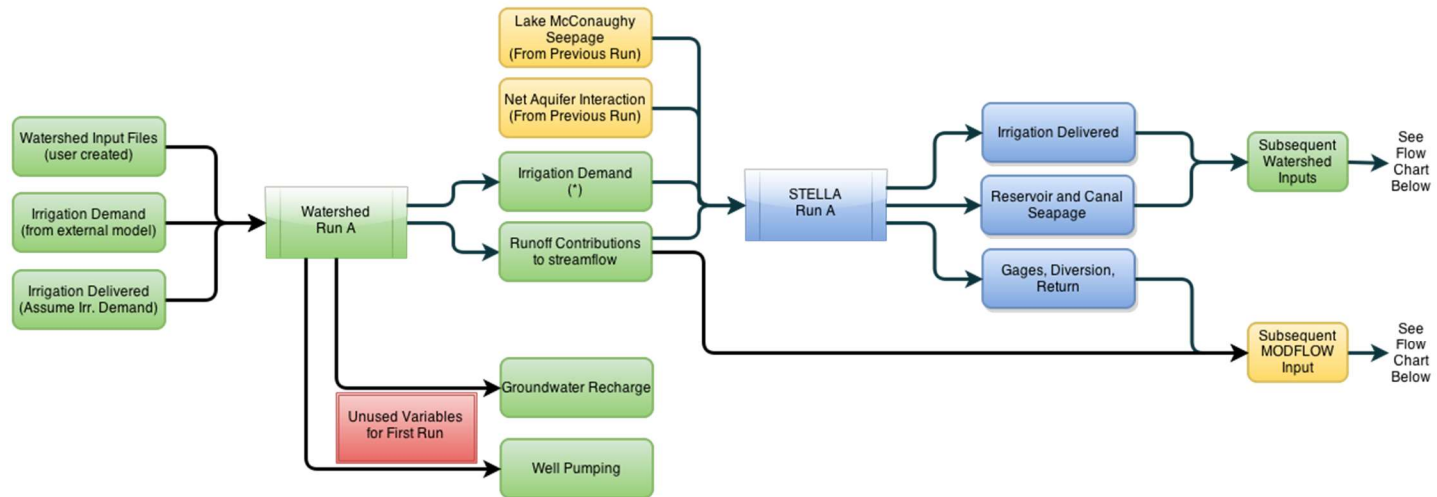 Watershed Input Files
(user created)
Irrigation Demand
(from external model)
Irrigation Delivered
(Assume Irr. Demand)
Watershed
Run A
Lake McConaughy
Seepage
(From Previous Run)
Net Aquifer Interaction
(From Previous Run)
Irrigation Demand
(*)
Runoff Contributions
to streamflow
Groundwater Recharge
Unused Variables
for First Run
Well Pumping
STELLA
Run A
Irrigation Delivered
Reservoir and Canal
Seapage
Gages, Diversion,
Return
Subsequent
Watershed
Inputs
See
Flow
Chart
Below
Subsequent
MODFLOW
Input
See
Flow
Chart
Below